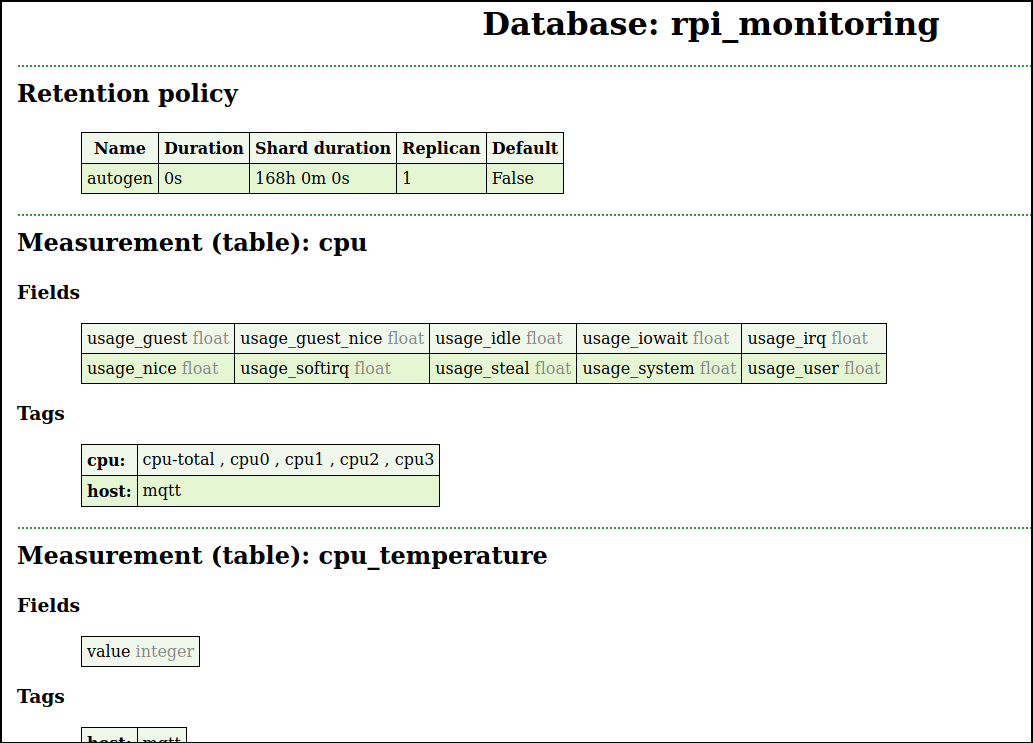 Database: rpi_monitoring
Retention policy
Name Duration Shard duration Replican Default
autogen 0s 168h 0m 0s 1 False
Measurement (table): cpu
Fields
usage_guest float usage_guest_nice float usage_idle float usage_iowait float usage_irq float
usage_nice float usage_softirq float usage_steal float usage_system float usage_user float
Tags
cpu: cpu-total , cpu0 , cpu1 , cpu2 , cpu3
host: mqtt
Measurement (table): cpu_temperature
Fields
value integer
Tags
host: mqtt